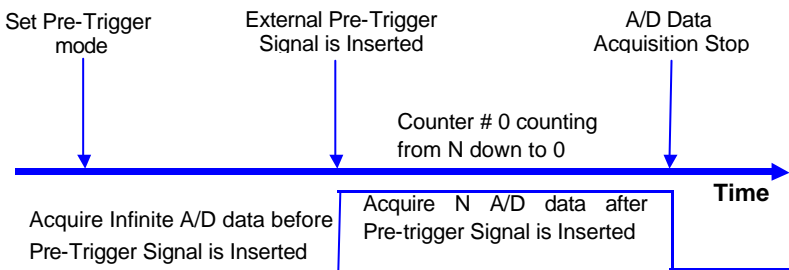 Set Pre-Trigger
mode
External Pre-Trigger
Signal is Inserted
A/D Data
Acquisition Stop
Counter # 0 counting
from N down to 0
Time
Acquire Infinite A/D data before
Pre-Trigger Signal is Inserted
Acquire N A/D data after
Pre-trigger Signal is Inserted